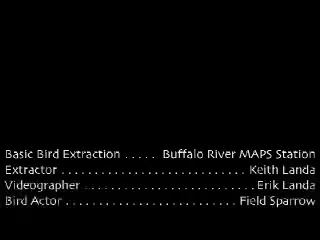 Basic Bird Extraction . . . . . Buffalo River MAPS Station
Extractor . . . . . . . . . . . . . . . . . . . . . . . . . . . . Keith Landa
Videographer . . . . . . . . . . . . . . . . . . . . . . . . . . Erik Landa
Bird Actor . . . . . . . . . . . . . . . . . . . . . . . . . . Field Sparrow